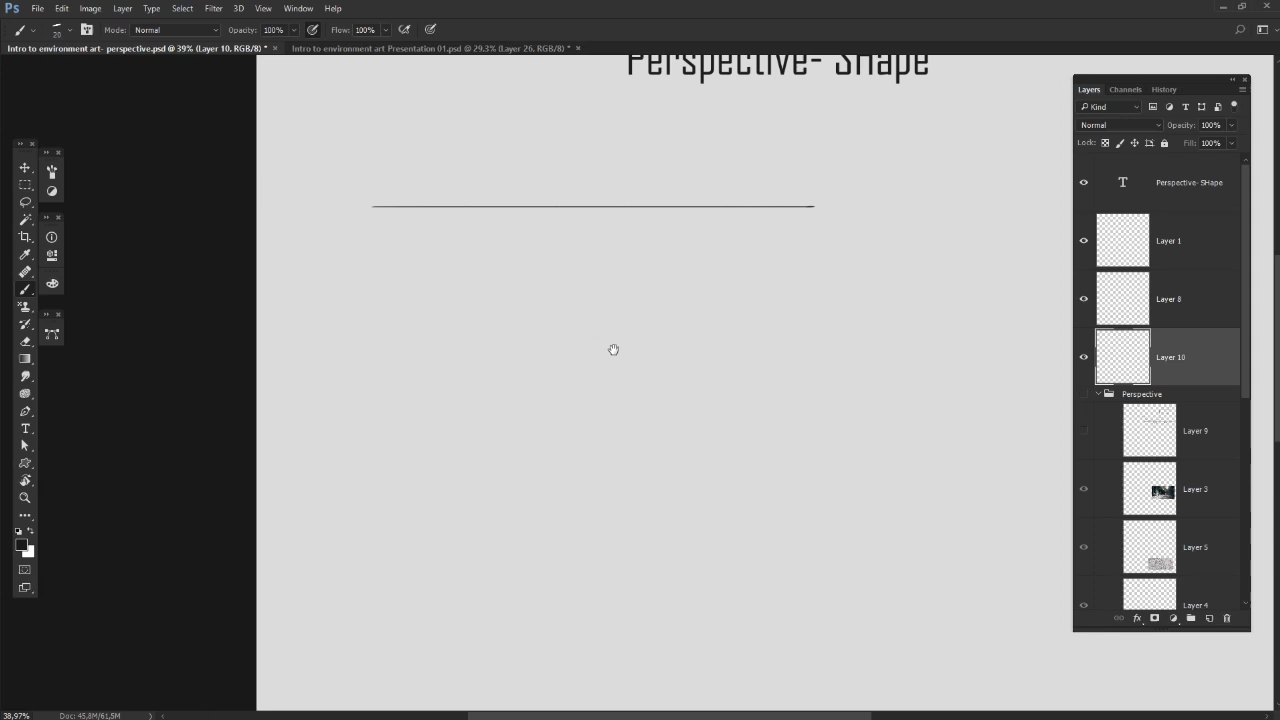 Ps File Edit Image Layer Type Select Filter 3D View Window Help
20 Mode: Normal Opacity: 100% Flow: 100%
Intro to environment art- perspective.psd @ 39% (Layer 10, RGB/8) * × Intro to environment art Presentation 01.psd @ 29,3% (Layer 26, RGB/8) * ×
Perspective- SHape
Layers Channels History
Kind
Normal Opacity: 100%
Lock: Fill: 100%
T Perspective- SHape
Layer 1
Layer 8
Layer 10
Perspective
Layer 9
Layer 3
Layer 5
Layer 4
fx
38,97% Doc: 45,8M/61,5M